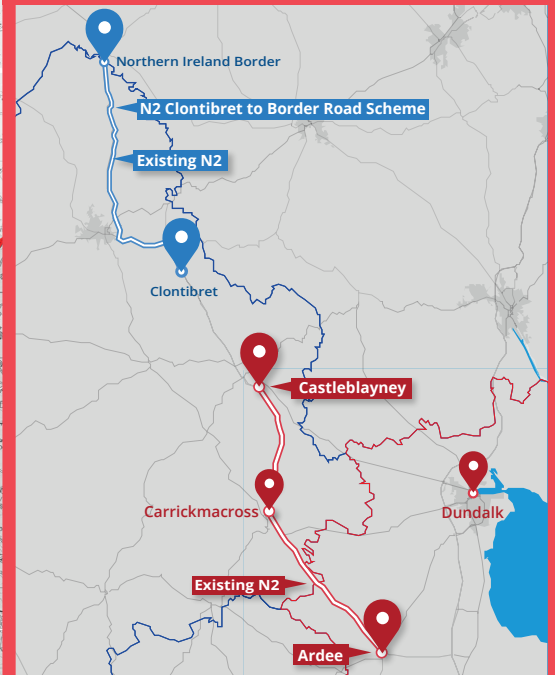 Northern Ireland Border
N2 Clontibret to Border Road Scheme
Existing N2
Clontibret
Castleblayney
Carrickmacross
Dundalk
Existing N2
Ardee